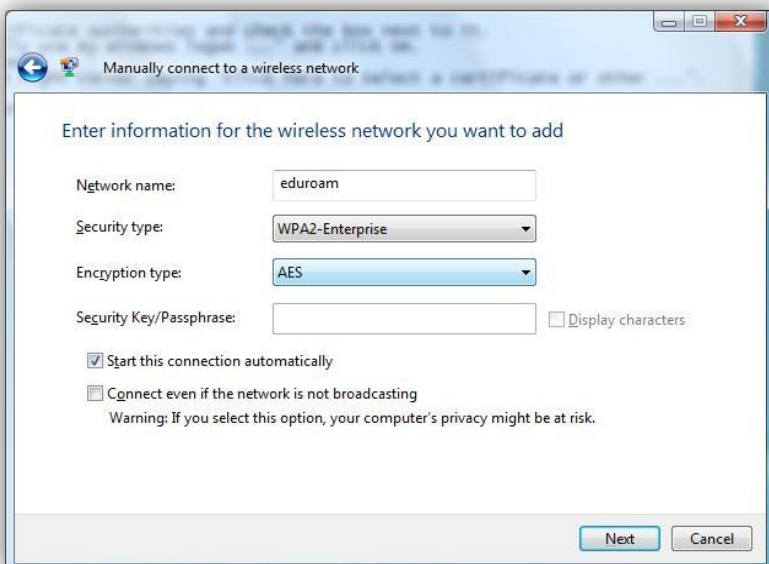 Manually connect to a wireless network
Enter information for the wireless network you want to add
Network name: eduroam
Security type: WPA2-Enterprise
Encryption type: AES
Security Key/Passphrase: Display characters
Start this connection automatically
Connect even if the network is not broadcasting
Warning: If you select this option, your computer's privacy might be at risk.
Next Cancel